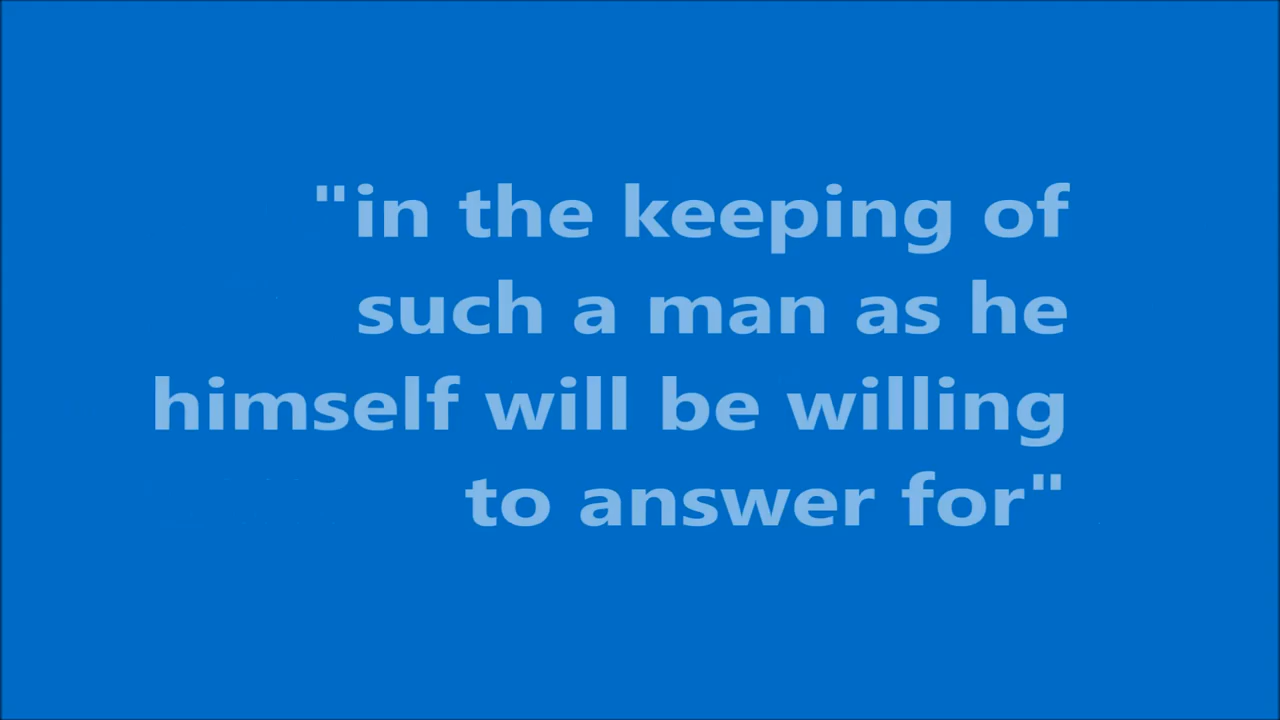 "in the keeping of
such a man as he
himself will be willing
to answer for"